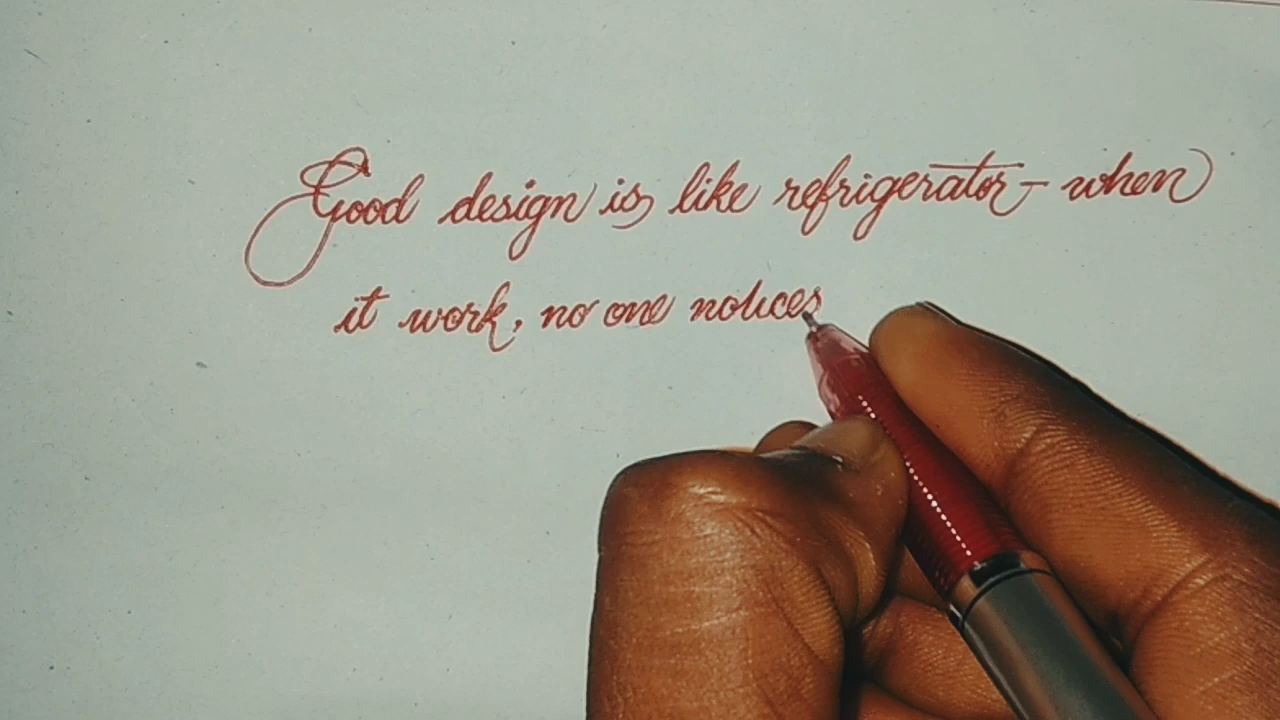 Good design is like refrigerator– when
it work, no one notices